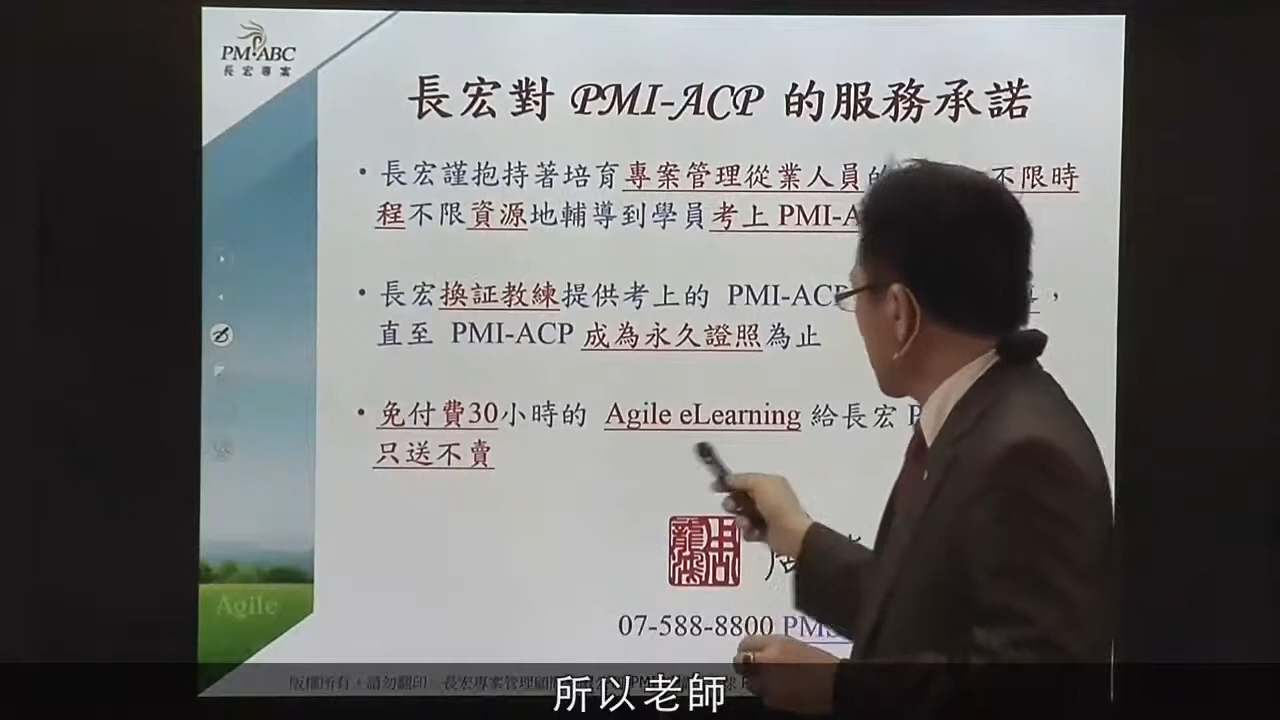 PM ABC
長宏專案
長宏對 PMI-ACP 的服務承諾
• 長宏謹抱持著培育專案管理從業人員的 不限時
程不限資源地輔導到學員考上 PMI-A
• 長宏換証教練提供考上的 PMI-ACP ，
直至 PMI-ACP 成為永久證照為止
• 免付費30小時的 Agile eLearning 給長宏 P
只送不賣
07-588-8800 PMS
Agile
版權所有，請勿翻印 長宏專案管理顧
所以老師